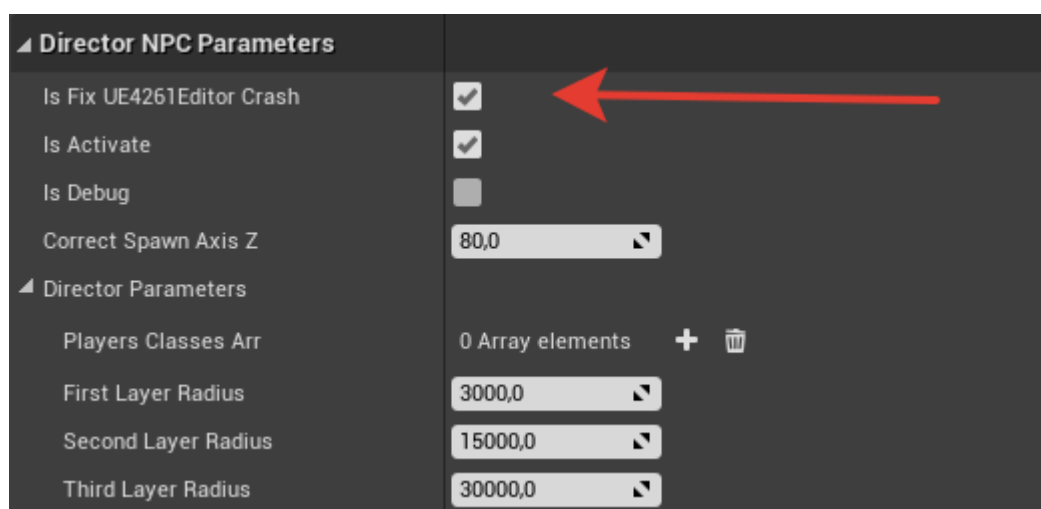 Director NPC Parameters
Is Fix UE4261Editor Crash
Is Activate
Is Debug
Correct Spawn Axis Z 80,0
Director Parameters
Players Classes Arr 0 Array elements
First Layer Radius 3000,0
Second Layer Radius 15000,0
Third Layer Radius 30000,0